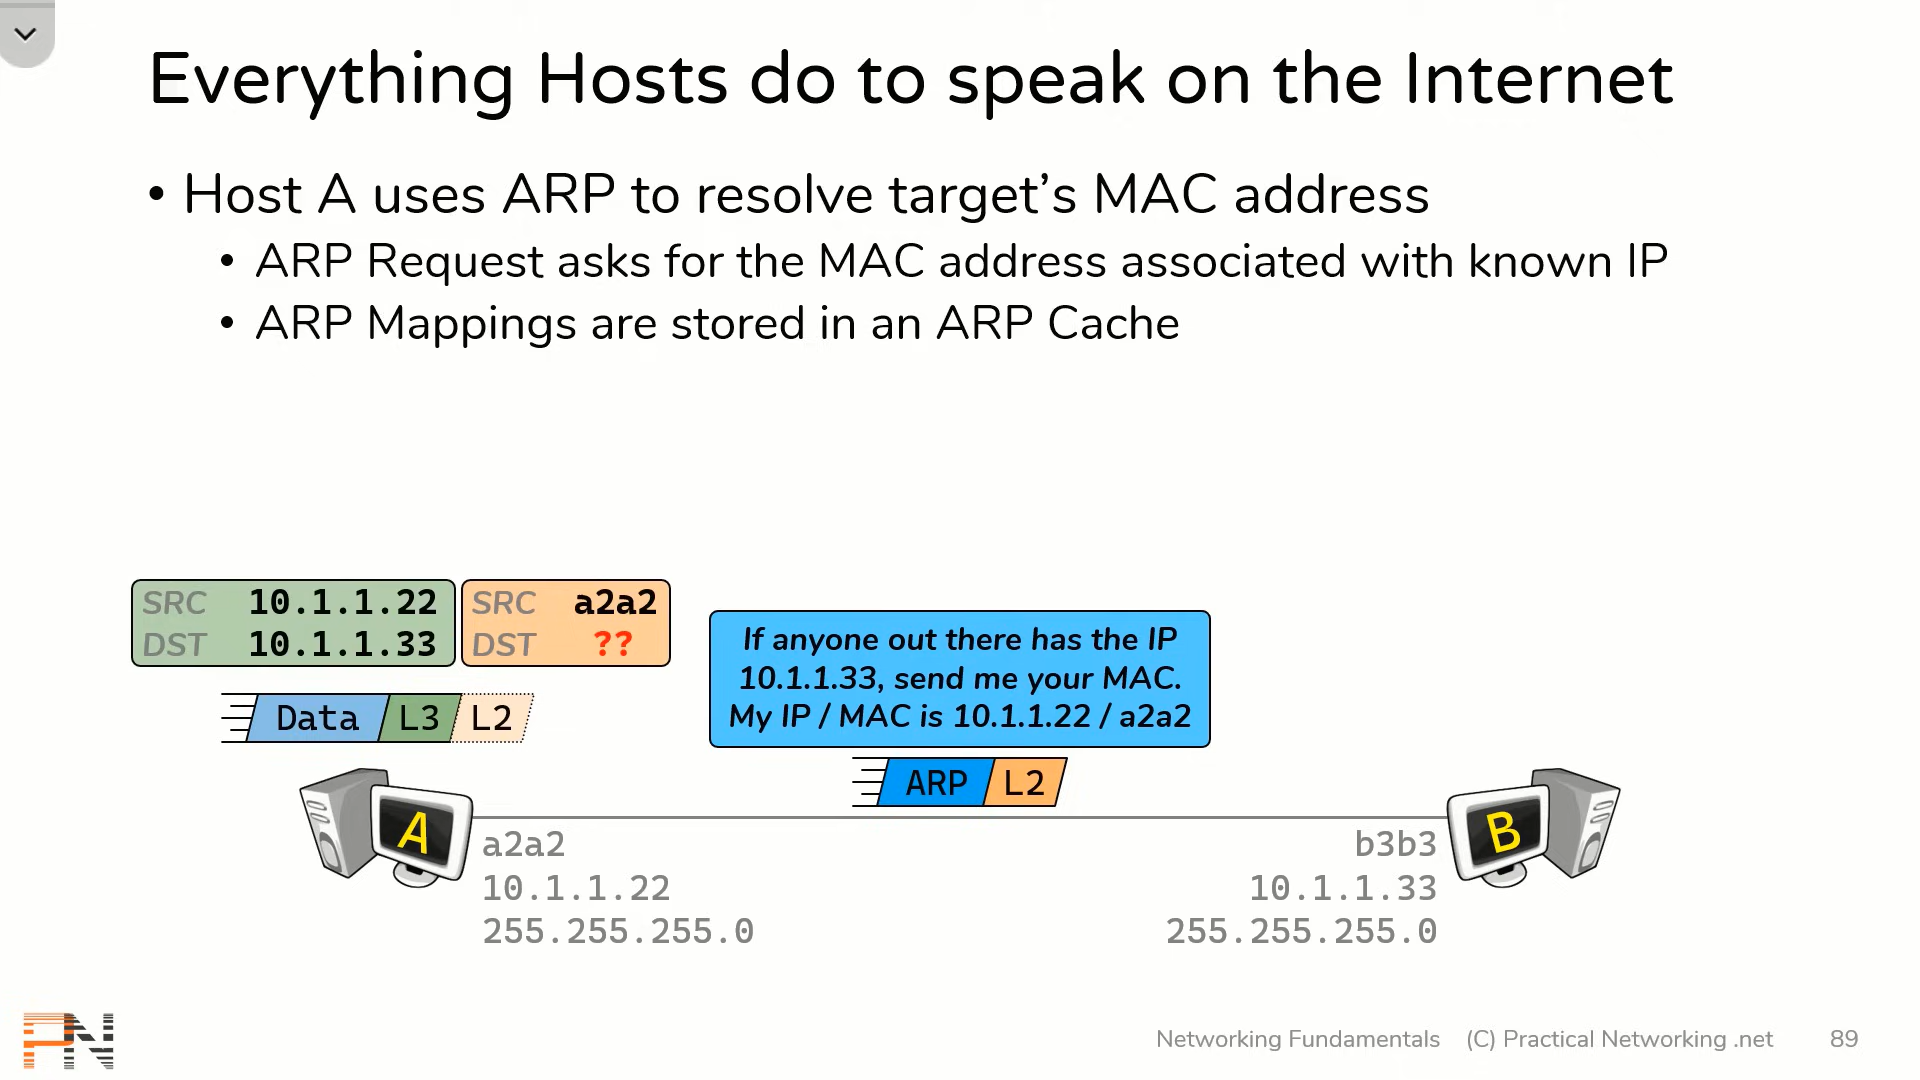 Everything Hosts do to speak on the Internet
• Host A uses ARP to resolve target’s MAC address
• ARP Request asks for the MAC address associated with known IP
• ARP Mappings are stored in an ARP Cache
SRC 10.1.1.22
DST 10.1.1.33
SRC a2a2
DST ??
If anyone out there has the IP
10.1.1.33, send me your MAC.
My IP / MAC is 10.1.1.22 / a2a2
Data L3 L2
ARP L2
A
B
a2a2
10.1.1.22
255.255.255.0
b3b3
10.1.1.33
255.255.255.0
PN
Networking Fundamentals (C) Practical Networking .net 89